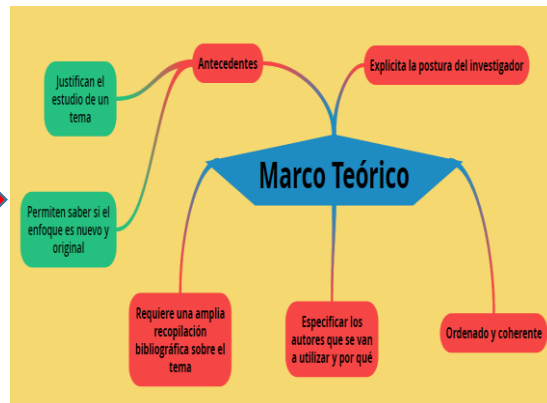 Antecedentes
Explicita la postura del investigador
Justifican el
estudio de un
tema
Marco Teórico
Permiten saber si el
enfoque es nuevo y
original
Requiere una amplia
recopilación
bibliográfica sobre el
tema
Especificar los
autores que se van
a utilizar y por qué
Ordenado y coherente